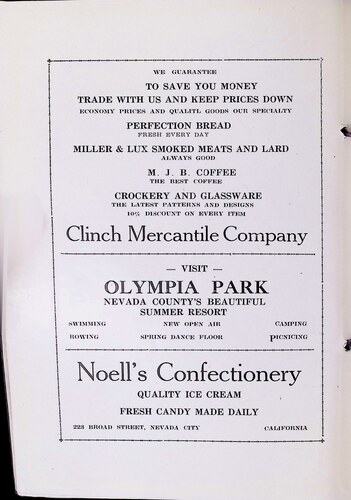 WE GUARANTEE
TO SAVE YOU MONEY
TRADE WITH US AND KEEP PRICES DOWN
ECONOMY PRICES AND QUALITL GOODS OUR SPECIALTY
PERFECTION BREAD
FRESH EVERY DAY
MILLER & LUX SMOKED MEATS AND LARD
ALWAYS GOOD
M. J. B. COFFEE
THE BEST COFFEE
CROCKERY AND GLASSWARE
THE LATEST PATTERNS AND DESIGNS
10% DISCOUNT ON EVERY ITEM
Clinch Mercantile Company
— VISIT —
OLYMPIA PARK
NEVADA COUNTY'S BEAUTIFUL
SUMMER RESORT
SWIMMING NEW OPEN AIR CAMPING
ROWING SPRING DANCE FLOOR PICNICING
Noell's Confectionery
QUALITY ICE CREAM
FRESH CANDY MADE DAILY
223 BROAD STREET, NEVADA CITY CALIFORNIA